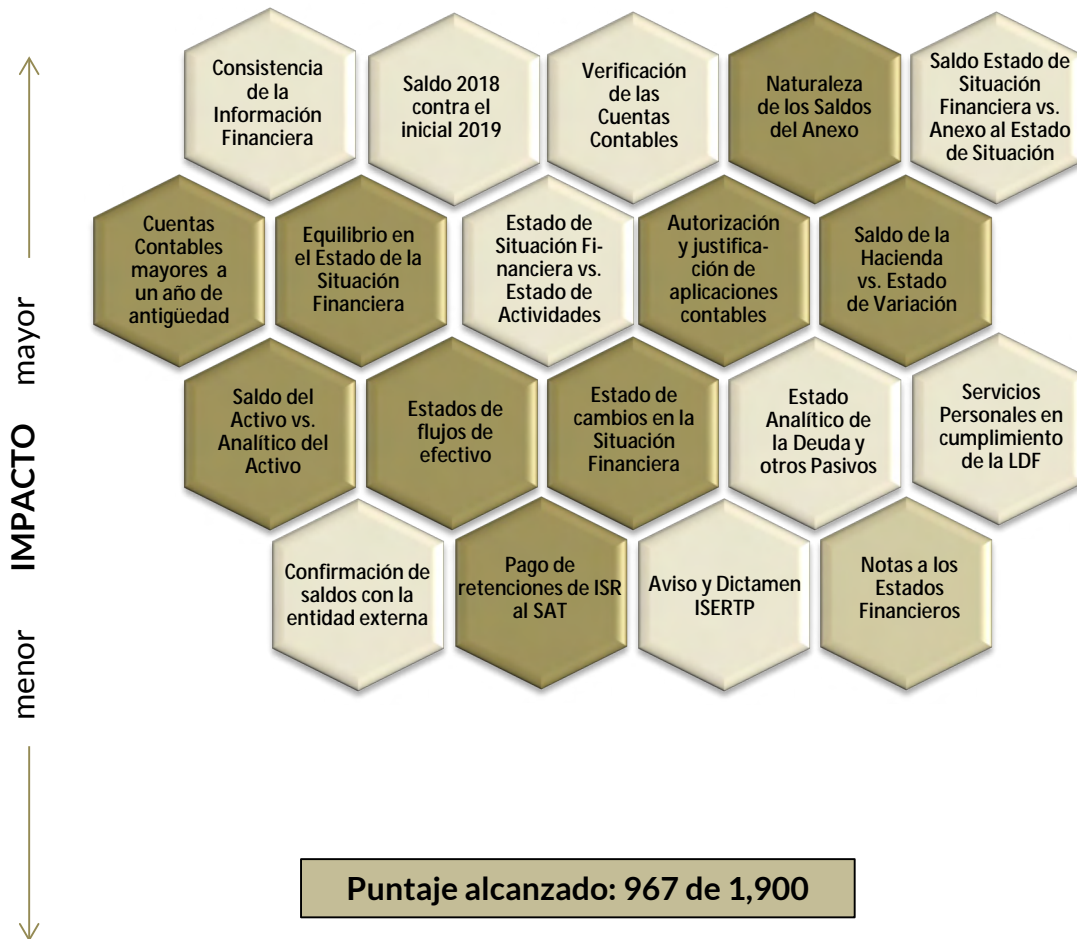 Consistencia
de la
Información
Financiera
Saldo 2018
contra el
inicial 2019
Verificación
de las
Cuentas
Contables
Naturaleza
de los Saldos
del Anexo
Saldo Estado de
Situación
Financiera vs.
Anexo al Estado
de Situación
Cuentas
Contables
mayores a
un año de
antigüedad
Equilibrio en
el Estado de la
Situación
Financiera
Estado de
Situación Fi-
nanciera vs.
Estado de
Actividades
Autorización
y justifica-
ción de
aplicaciones
contables
Saldo de la
Hacienda
vs. Estado
de Variación
Saldo del
Activo vs.
Analítico del
Activo
Estados de
flujos de
efectivo
Estado de
cambios en la
Situación
Financiera
Estado
Analítico de
la Deuda y
otros Pasivos
Servicios
Personales en
cumplimiento
de la LDF
Confirmación de
saldos con la
entidad externa
Pago de
retenciones de ISR
al SAT
Aviso y Dictamen
ISERTP
Notas a los
Estados
Financieros
menor IMPACTO mayor
Puntaje alcanzado: 967 de 1,900